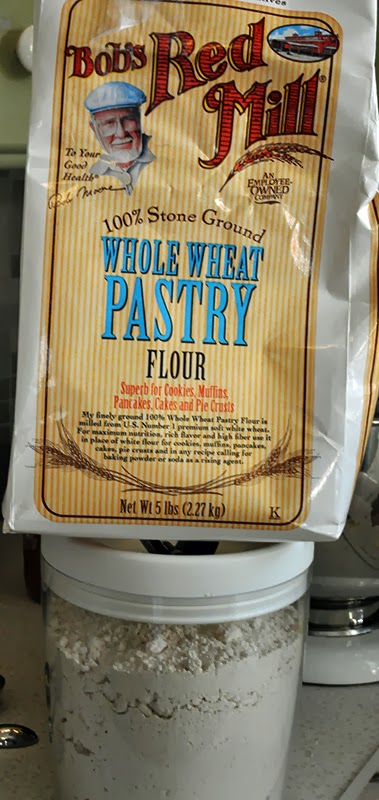 Bob's
Red
Mill®
To Your
Good
Health
Bob Moore
AN
EMPLOYEE-
OWNED
COMPANY
100% Stone Ground
WHOLE WHEAT
PASTRY
FLOUR
Superb for Cookies, Muffins,
Pancakes, Cakes and Pie Crusts
My finely ground 100% Whole Wheat Pastry Flour is
milled from U.S. Number 1 premium soft white wheat.
For maximum nutrition, rich flavor and high fiber use it
in place of white flour for cookies, muffins, pancakes,
cakes, pie crusts and in any recipe calling for
baking powder or soda as a rising agent.
Net Wt 5 lbs (2.27 kg)
K